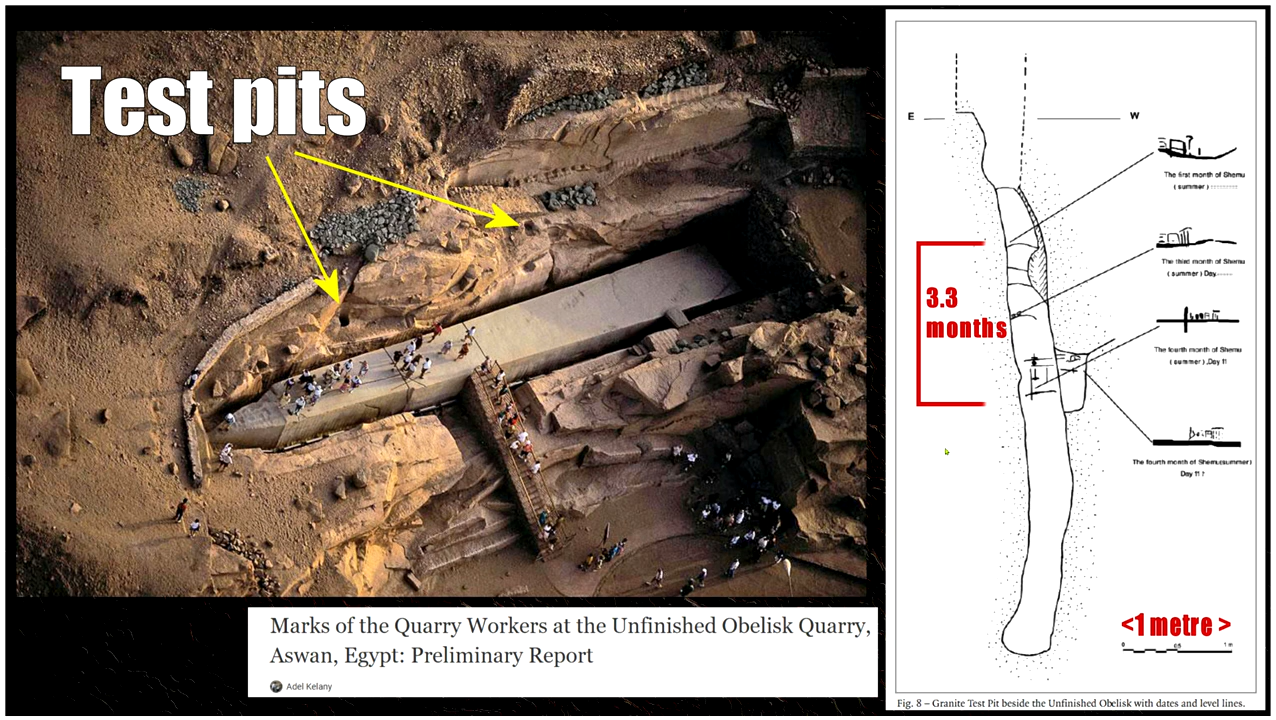 Test pits
Marks of the Quarry Workers at the Unfinished Obelisk Quarry,
Aswan, Egypt: Preliminary Report
Adel Kelany
E
W
The first month of Shemu
( summer )
The third month of Shemu
( summer ) Day
3.3
months
The fourth month of Shemu
( summer ) ,Day 11
The fourth month of Shemu(summer)
Day 11 ?
<1 metre >
0 0.5 1 m
Fig. 8 – Granite Test Pit beside the Unfinished Obelisk with dates and level lines.